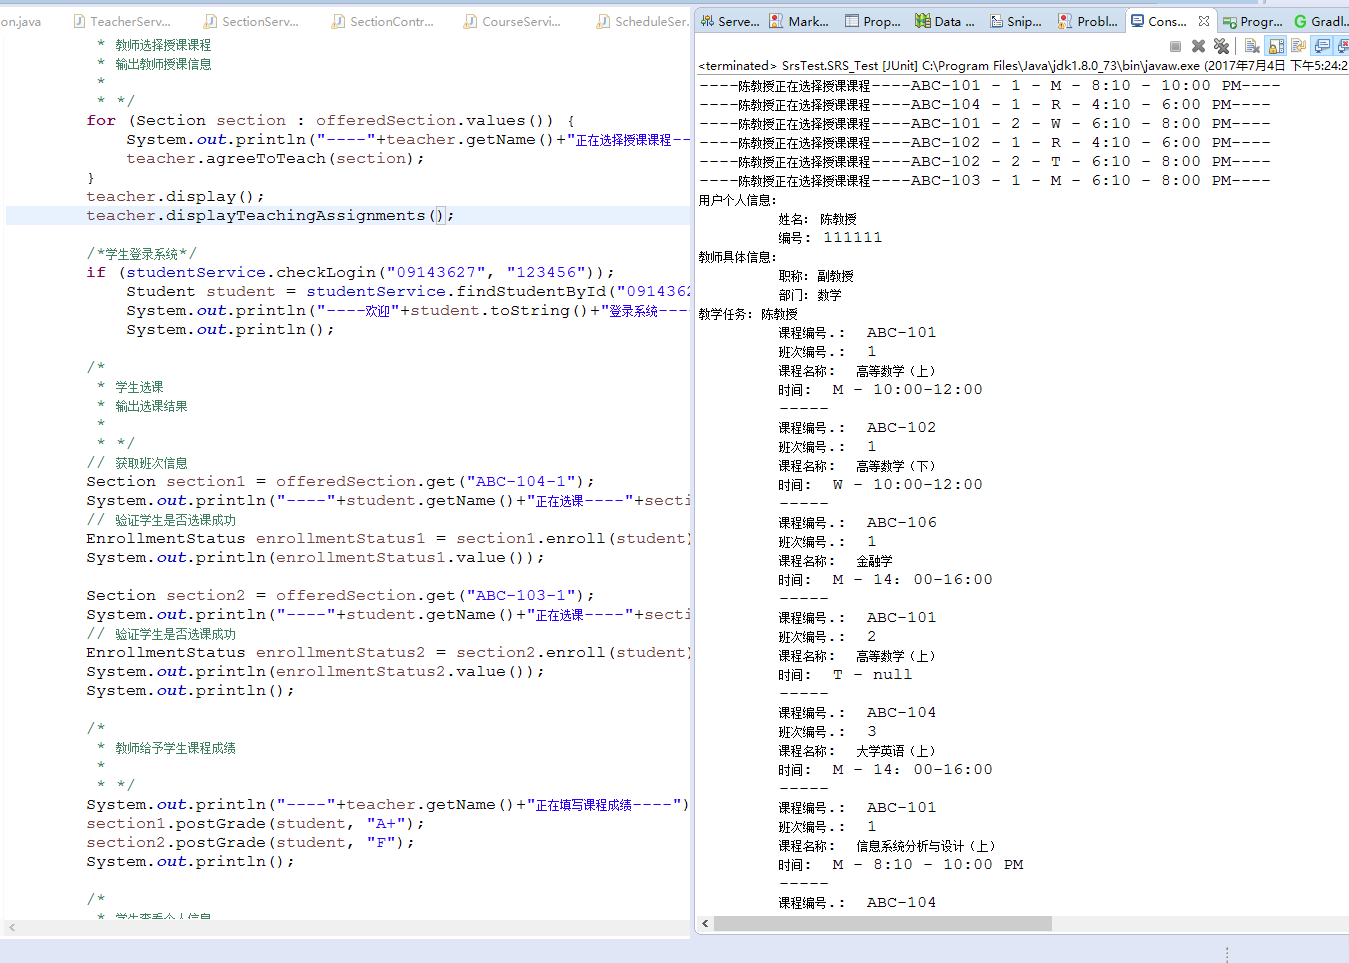 on.java
TeacherServ...
SectionServ...
SectionContr...
CourseServi...
ScheduleSer.
* 教师选择授课课程
* 输出教师授课信息
*
* */
for (Section section : offeredSection.values()) {
System.out.println("----"+teacher.getName()+"正在选择授课课程--
teacher.agreeToTeach(section);
}
teacher.display();
teacher.displayTeachingAssignments();
/*学生登录系统*/
if (studentService.checkLogin("09143627", "123456"));
Student student = studentService.findStudentById("0914362
System.out.println("----欢迎"+student.toString()+"登录系统---
System.out.println();
/*
* 学生选课
* 输出选课结果
*
* */
// 获取班次信息
Section section1 = offeredSection.get("ABC-104-1");
System.out.println("----"+student.getName()+"正在选课----"+secti
// 验证学生是否选课成功
EnrollmentStatus enrollmentStatus1 = section1.enroll(student)
System.out.println(enrollmentStatus1.value());
Section section2 = offeredSection.get("ABC-103-1");
System.out.println("----"+student.getName()+"正在选课----"+secti
// 验证学生是否选课成功
EnrollmentStatus enrollmentStatus2 = section2.enroll(student)
System.out.println(enrollmentStatus2.value());
System.out.println();
/*
* 教师给予学生课程成绩
*
* */
System.out.println("----"+teacher.getName()+"正在填写课程成绩----")
section1.postGrade(student, "A+");
section2.postGrade(student, "F");
System.out.println();
/*
* 学生查看个人信息
Serve...
Mark...
Prop...
Data ...
Snip...
Probl...
Cons...
Progr...
Gradl...
<terminated> SrsTest.SRS_Test [JUnit] C:\Program Files\Java\jdk1.8.0_73\bin\javaw.exe (2017年7月4日 下午5:24:2
----陈教授正在选择授课课程----ABC-101 - 1 - M - 8:10 - 10:00 PM----
----陈教授正在选择授课课程----ABC-104 - 1 - R - 4:10 - 6:00 PM----
----陈教授正在选择授课课程----ABC-101 - 2 - W - 6:10 - 8:00 PM----
----陈教授正在选择授课课程----ABC-102 - 1 - R - 4:10 - 6:00 PM----
----陈教授正在选择授课课程----ABC-102 - 2 - T - 6:10 - 8:00 PM----
----陈教授正在选择授课课程----ABC-103 - 1 - M - 6:10 - 8:00 PM----
用户个人信息：
姓名： 陈教授
编号： 111111
教师具体信息：
职称：副教授
部门：数学
教学任务：陈教授
课程编号.： ABC-101
班次编号.： 1
课程名称： 高等数学（上）
时间： M - 10:00-12:00
-----
课程编号.： ABC-102
班次编号.： 1
课程名称： 高等数学（下）
时间： W - 10:00-12:00
-----
课程编号.： ABC-106
班次编号.： 1
课程名称： 金融学
时间： M - 14：00-16:00
-----
课程编号.： ABC-101
班次编号.： 2
课程名称： 高等数学（上）
时间： T - null
-----
课程编号.： ABC-104
班次编号.： 3
课程名称： 大学英语（上）
时间： M - 14：00-16:00
-----
课程编号.： ABC-101
班次编号.： 1
课程名称： 信息系统分析与设计（上）
时间： M - 8:10 - 10:00 PM
-----
课程编号.： ABC-104